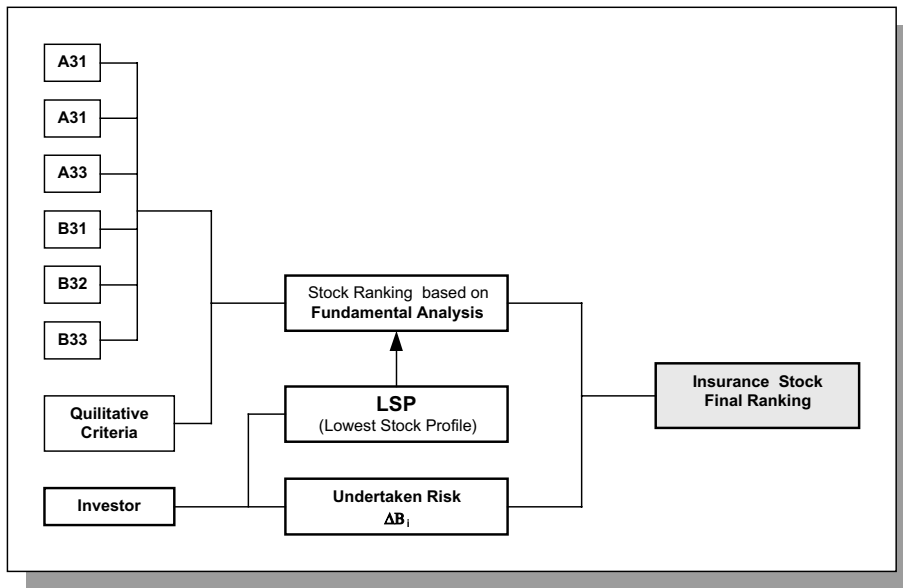 A31
A31
A33
B31
B32
B33
Quilitative
Criteria
Investor
Stock Ranking based on
Fundamental Analysis
LSP
(Lowest Stock Profile)
Undertaken Risk
ΔB i
Insurance Stock
Final Ranking